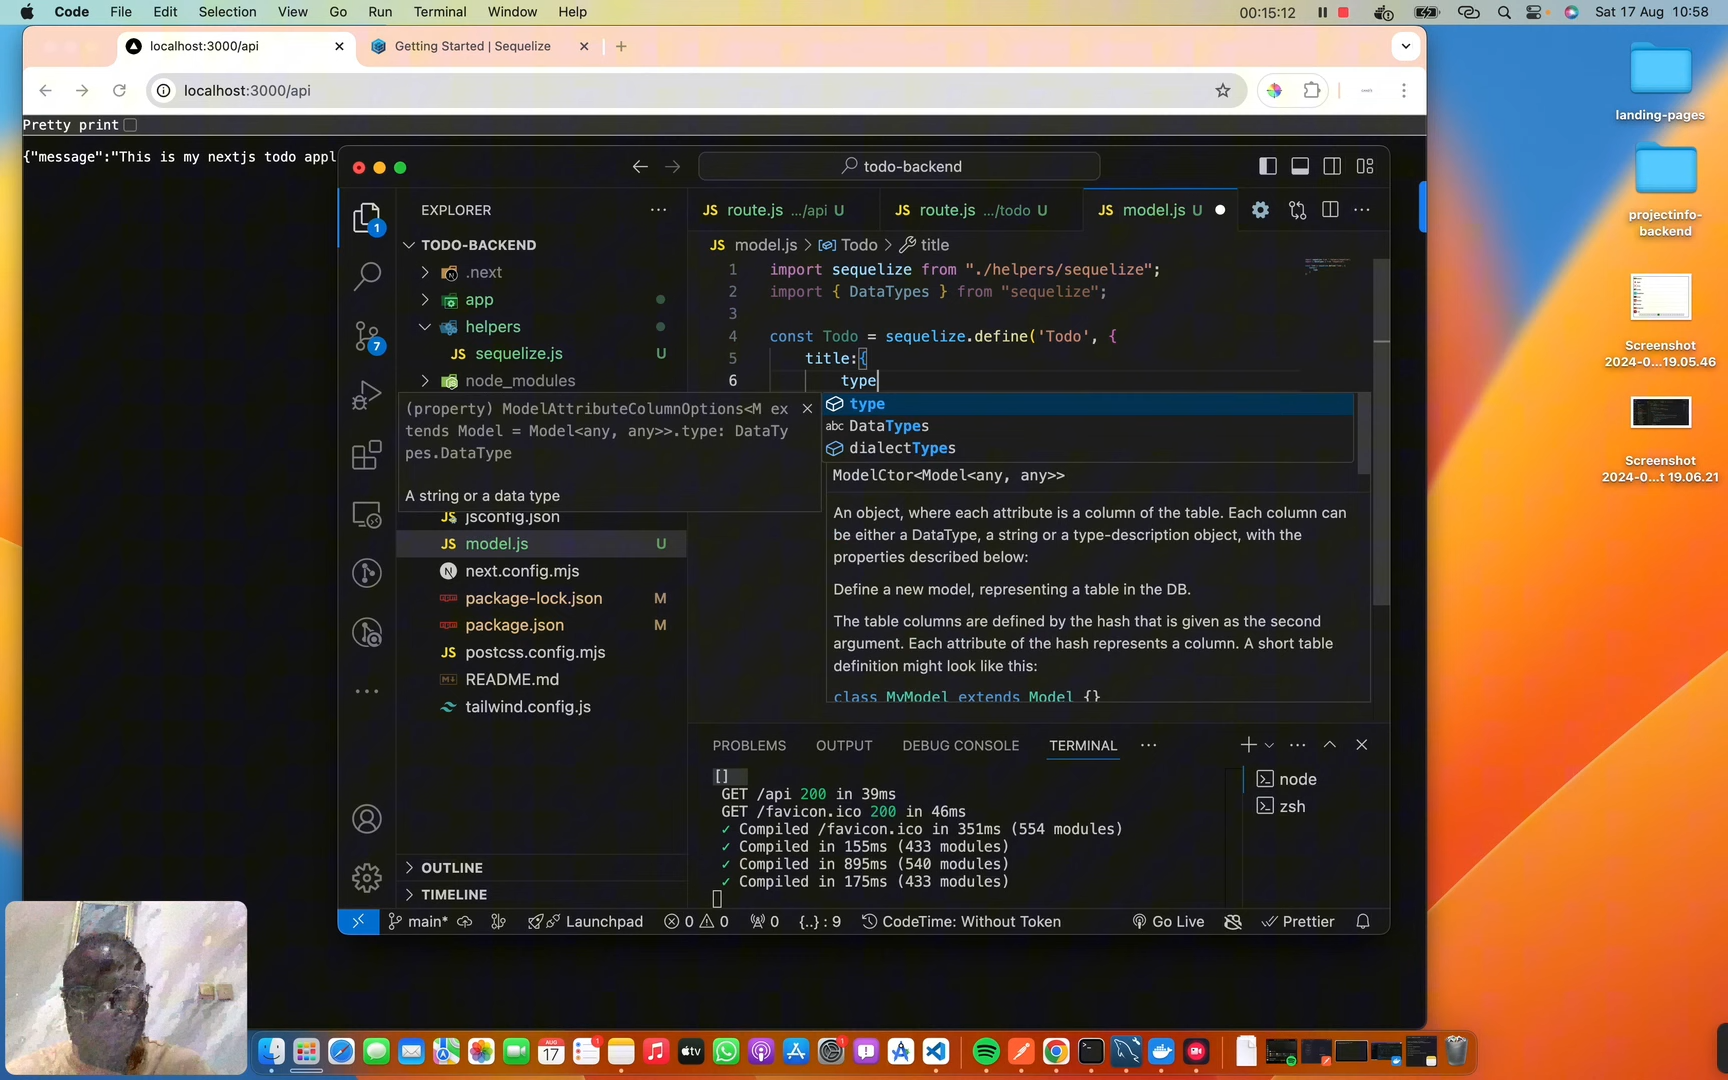 Code File Edit Selection View Go Run Terminal Window Help 00:15:12 Sat 17 Aug 10:58
localhost:3000/api Getting Started | Sequelize
localhost:3000/api
Pretty print
{"message":"This is my nextjs todo appl
todo-backend
EXPLORER
TODO-BACKEND
.next
app
helpers
sequelize.js U
node_modules
jsconfig.json
model.js U
next.config.mjs
package-lock.json M
package.json M
postcss.config.mjs
README.md
tailwind.config.js
OUTLINE
TIMELINE
1
7
JS route.js .../api U JS route.js .../todo U JS model.js U
JS model.js > Todo > title
1 import sequelize from "./helpers/sequelize";
2 import { DataTypes } from "sequelize";
3
4 const Todo = sequelize.define('Todo', {
5 title:{
6 type
type
abc DataTypes
dialectTypes
(property) ModelAttributeColumnOptions<M ex
tends Model = Model<any, any>>.type: DataTy
pes.DataType
A string or a data type
ModelCtor<Model<any, any>>
An object, where each attribute is a column of the table. Each column can
be either a DataType, a string or a type-description object, with the
properties described below:
Define a new model, representing a table in the DB.
The table columns are defined by the hash that is given as the second
argument. Each attribute of the hash represents a column. A short table
definition might look like this:
class MyModel extends Model {}
PROBLEMS OUTPUT DEBUG CONSOLE TERMINAL
[]
GET /api 200 in 39ms
GET /favicon.ico 200 in 46ms
✓ Compiled /favicon.ico in 351ms (554 modules)
✓ Compiled in 155ms (433 modules)
✓ Compiled in 895ms (540 modules)
✓ Compiled in 175ms (433 modules)
node
zsh
main* Launchpad 0 0 0 {..} : 9 CodeTime: Without Token Go Live Prettier
landing-pages
projectinfo-
backend
Screenshot
2024-0...19.05.46
Screenshot
2024-0...t 19.06.21
AUG
17
tv